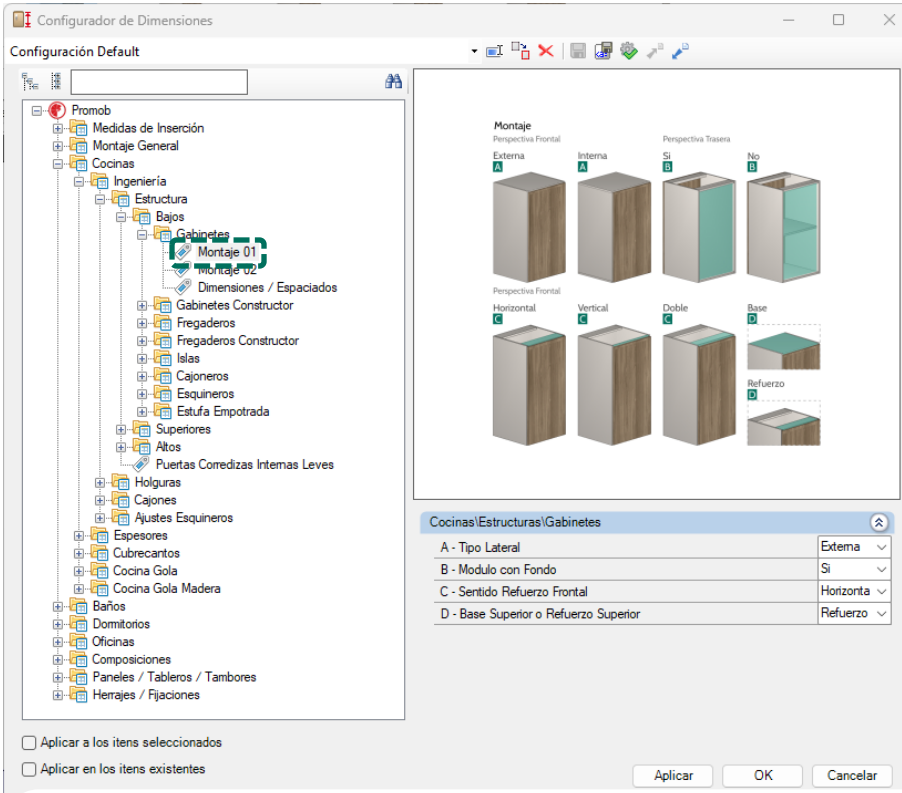 Configurador de Dimensiones
Configuración Default
Promob
Medidas de Inserción
Montaje General
Cocinas
Ingeniería
Estructura
Bajos
Gabinetes
Montaje 01
Montaje 02
Dimensiones / Espaciados
Gabinetes Constructor
Fregaderos
Fregaderos Constructor
Islas
Cajoneros
Esquineros
Estufa Empotrada
Superiores
Altos
Puertas Corredizas Internas Leves
Holguras
Cajones
Ajustes Esquineros
Espesores
Cubrecantos
Cocina Gola
Cocina Gola Madera
Baños
Dormitorios
Oficinas
Composiciones
Paneles / Tableros / Tambores
Herrajes / Fijaciones
Montaje
Perspectiva Frontal Perspectiva Trasera
Externa Interna Si No
A A B B
Perspectiva Frontal
Horizontal Vertical Doble Base
C C C D
Refuerzo
D
Cocinas\Estructuras\Gabinetes
A - Tipo Lateral Externa
B - Modulo con Fondo Si
C - Sentido Refuerzo Frontal Horizonta
D - Base Superior o Refuerzo Superior Refuerzo
Aplicar a los itens seleccionados
Aplicar en los itens existentes
Aplicar OK Cancelar